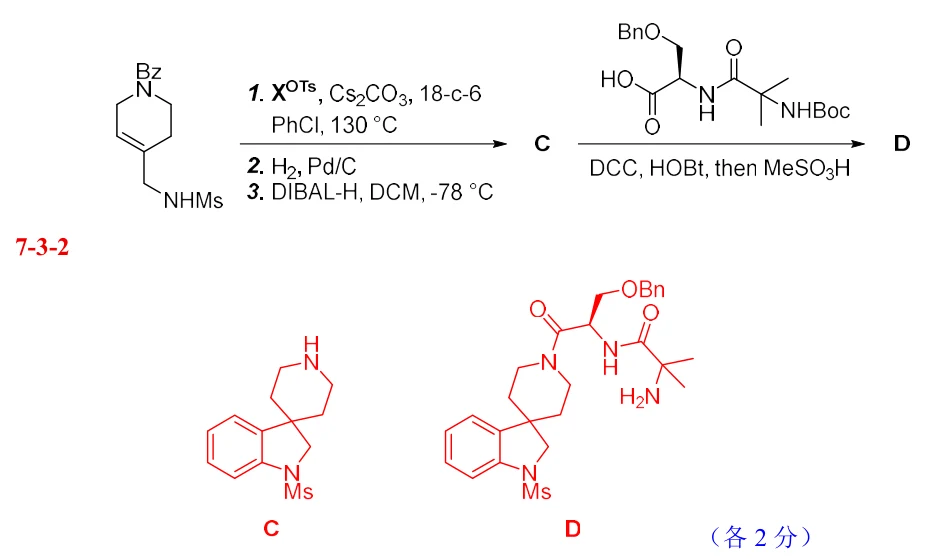 Bz
N
NHMs
1. X^OTs, Cs₂CO₃, 18-c-6
PhCl, 130 °C
2. H₂, Pd/C
3. DIBAL-H, DCM, -78 °C
C
BnO
O
HO
N
H
NHBoc
O
DCC, HOBt, then MeSO₃H
D
7-3-2
H
N
N
Ms
C
OBn
O
O
N
N
H
H₂N
N
Ms
D
（各 2 分）